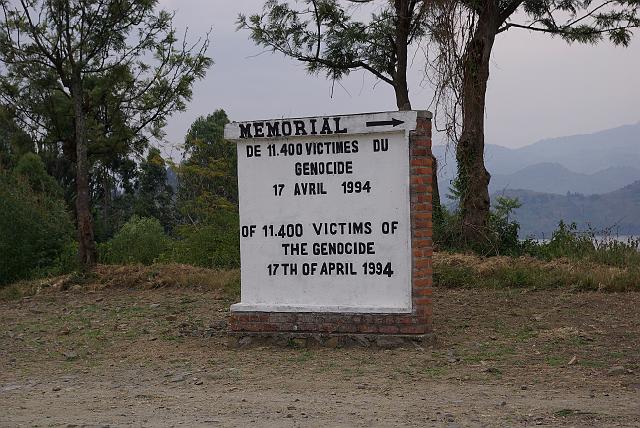 MEMORIAL
DE 11.400 VICTIMES DU
GENOCIDE
17 AVRIL 1994
OF 11.400 VICTIMS OF
THE GENOCIDE
17TH OF APRIL 1994